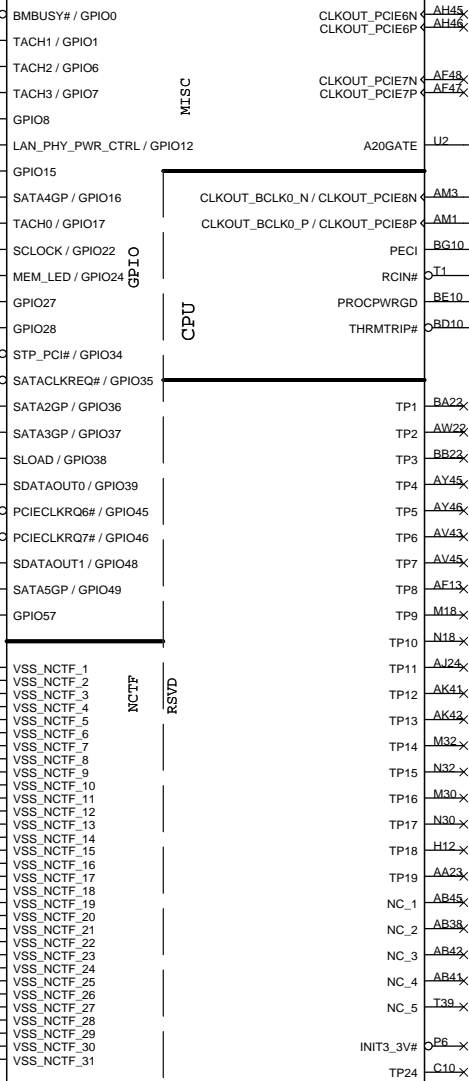 BMBUSY# / GPIO0
TACH1 / GPIO1
TACH2 / GPIO6
TACH3 / GPIO7
GPIO8
LAN_PHY_PWR_CTRL / GPIO12
GPIO15
SATA4GP / GPIO16
TACH0 / GPIO17
SCLOCK / GPIO22
MEM_LED / GPIO24
GPIO27
GPIO28
STP_PCI# / GPIO34
SATACLKREQ# / GPIO35
SATA2GP / GPIO36
SATA3GP / GPIO37
SLOAD / GPIO38
SDATAOUT0 / GPIO39
PCIECLKRQ6# / GPIO45
PCIECLKRQ7# / GPIO46
SDATAOUT1 / GPIO48
SATA5GP / GPIO49
GPIO57
VSS_NCTF_1
VSS_NCTF_2
VSS_NCTF_3
VSS_NCTF_4
VSS_NCTF_5
VSS_NCTF_6
VSS_NCTF_7
VSS_NCTF_8
VSS_NCTF_9
VSS_NCTF_10
VSS_NCTF_11
VSS_NCTF_12
VSS_NCTF_13
VSS_NCTF_14
VSS_NCTF_15
VSS_NCTF_16
VSS_NCTF_17
VSS_NCTF_18
VSS_NCTF_19
VSS_NCTF_20
VSS_NCTF_21
VSS_NCTF_22
VSS_NCTF_23
VSS_NCTF_24
VSS_NCTF_25
VSS_NCTF_26
VSS_NCTF_27
VSS_NCTF_28
VSS_NCTF_29
VSS_NCTF_30
VSS_NCTF_31
GPIO
NCTF
MISC
CPU
RSVD
CLKOUT_PCIE6N AH45
CLKOUT_PCIE6P AH46
CLKOUT_PCIE7N AF48
CLKOUT_PCIE7P AF47
A20GATE U2
CLKOUT_BCLK0_N / CLKOUT_PCIE8N AM3
CLKOUT_BCLK0_P / CLKOUT_PCIE8P AM1
PECI BG10
RCIN# T1
PROCPWRGD BE10
THRMTRIP# BD10
TP1 BA22
TP2 AW22
TP3 BB22
TP4 AY45
TP5 AY46
TP6 AV43
TP7 AV45
TP8 AF13
TP9 M18
TP10 N18
TP11 AJ24
TP12 AK41
TP13 AK42
TP14 M32
TP15 N32
TP16 M30
TP17 N30
TP18 H12
TP19 AA23
NC_1 AB45
NC_2 AB38
NC_3 AB42
NC_4 AB41
NC_5 T39
INIT3_3V# P6
TP24 C10